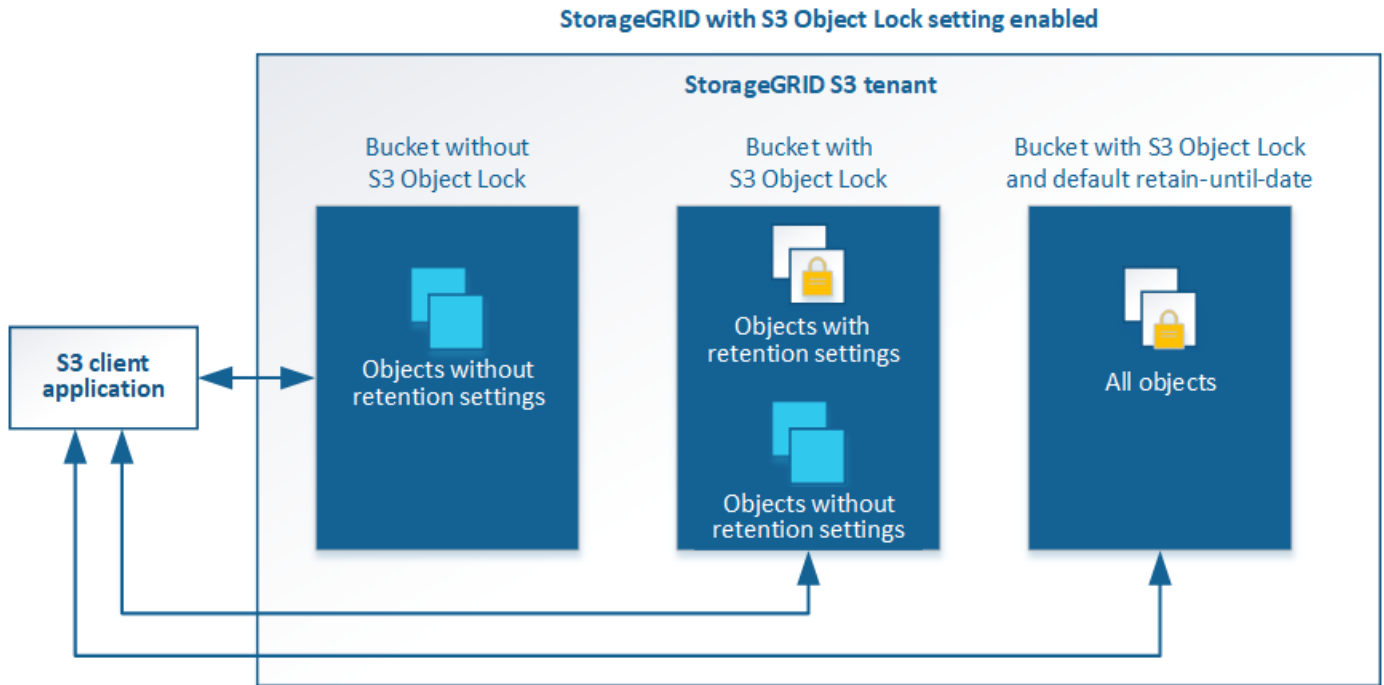 StorageGRID with S3 Object Lock setting enabled
StorageGRID S3 tenant
Bucket without
S3 Object Lock
Bucket with
S3 Object Lock
Bucket with S3 Object Lock
and default retain-until-date
S3 client
application
Objects without
retention settings
Objects with
retention settings
Objects without
retention settings
All objects